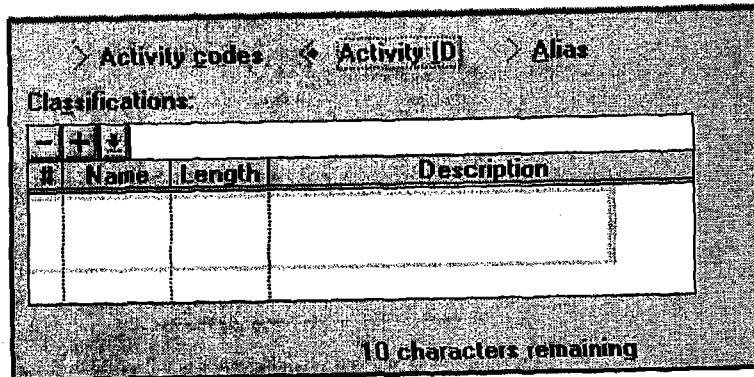 Activity codes Activity ID Alias
Classifications:
- +
# Name Length Description
10 characters remaining